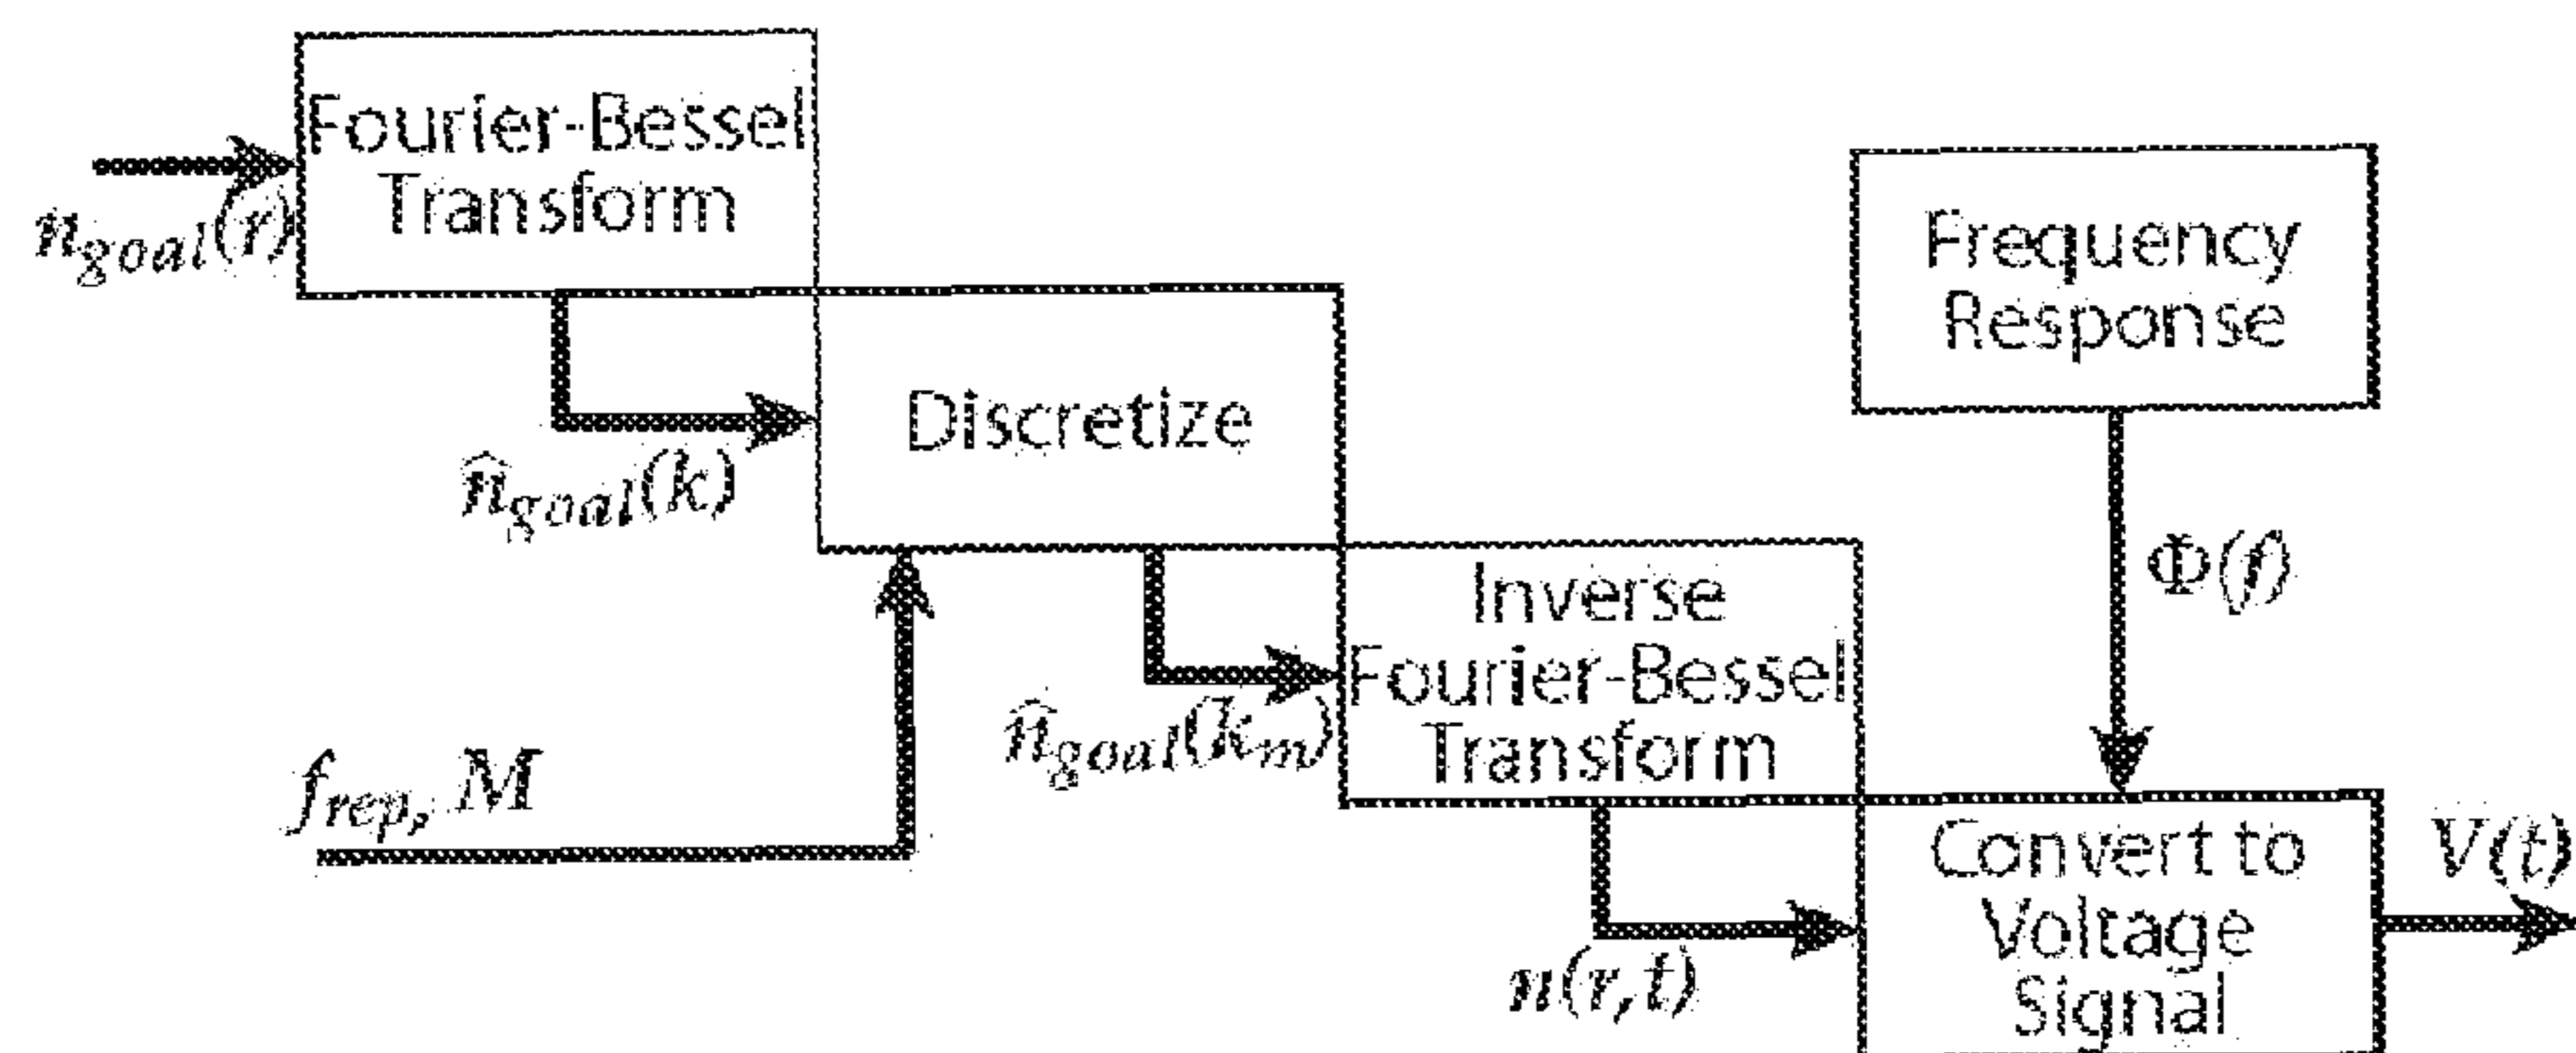 Fourier-Bessel
Transform
n_goal(r)
Frequency
Response
Discretize
n̂_goal(k)
Φ(f)
Inverse
Fourier-Bessel
Transform
n̂_goal(k_m)
f_rep, M
Convert to
Voltage
Signal
V(t)
n(r,t)